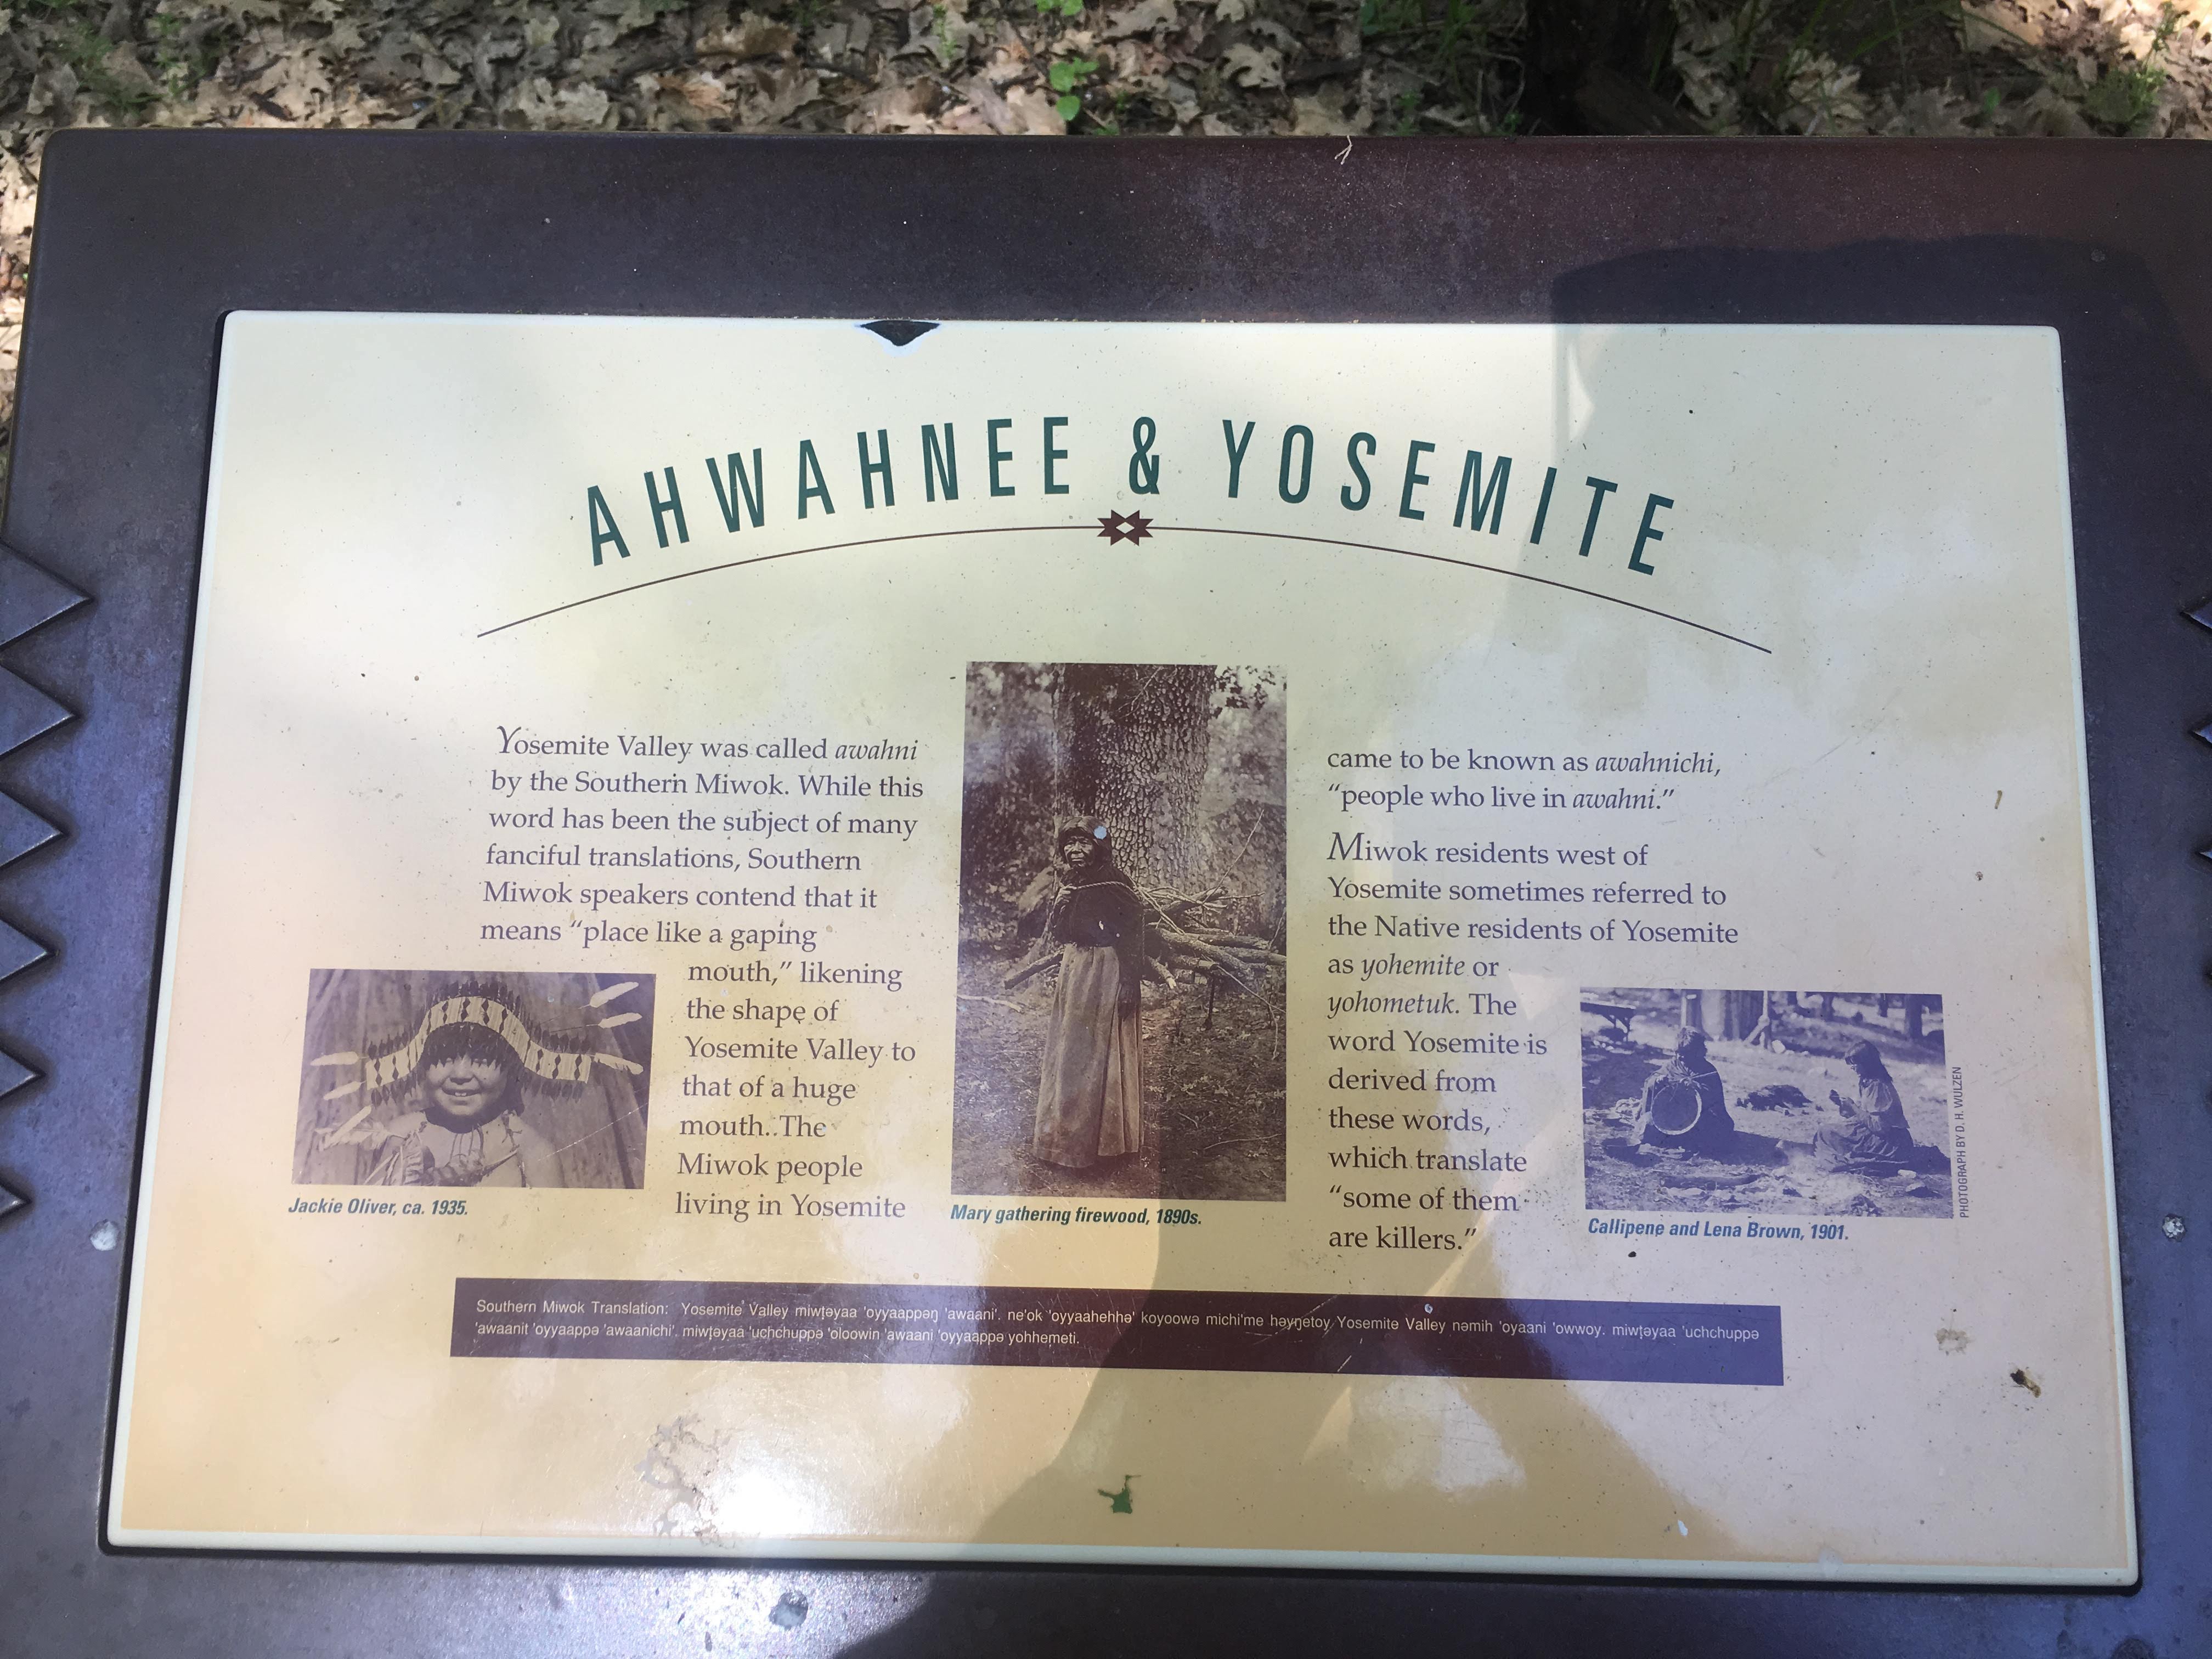 AHWAHNEE & YOSEMITE
Yosemite Valley was called awahni
by the Southern Miwok. While this
word has been the subject of many
fanciful translations, Southern
Miwok speakers contend that it
means “place like a gaping
mouth,” likening
the shape of
Yosemite Valley to
that of a huge
mouth. The
Miwok people
living in Yosemite
Jackie Oliver, ca. 1935.
Mary gathering firewood, 1890s.
came to be known as awahnichi,
“people who live in awahni.”
Miwok residents west of
Yosemite sometimes referred to
the Native residents of Yosemite
as yohemite or
yohometuk. The
word Yosemite is
derived from
these words,
which translate
“some of them
are killers.”
PHOTOGRAPH BY D. H. WULZEN
Callipene and Lena Brown, 1901.
Southern Miwok Translation: Yosemite Valley miwṭəyaa 'oyyaappəŋ 'awaani'. ne'ok 'oyyaahehhə' koyoowə michi'me həyŋetoy Yosemite Valley nəmih 'oyaani 'owwoy. miwṭəyaa 'uchchuppə
'awaanit 'oyyaappə 'awaanichi'. miwṭəyaa 'uchchuppə 'oloowin 'awaani 'oyyaappə yohhemeti.